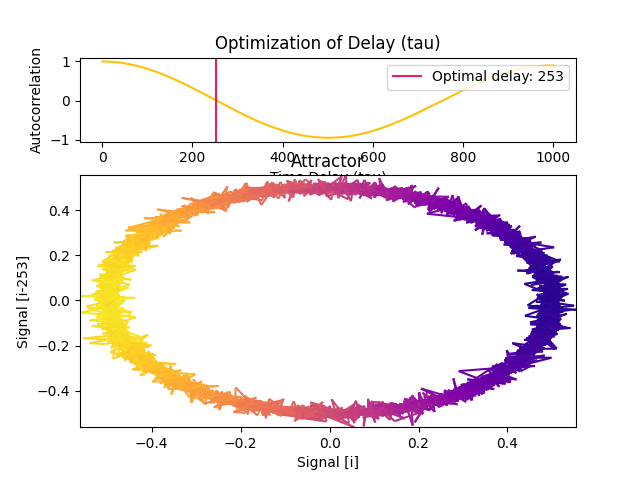 Optimization of Delay (tau)
Autocorrelation
1
0
−1
Optimal delay: 253
0 200 400 600 800 1000
Time Delay (tau)
Attractor
Signal [i-253]
0.4
0.2
0.0
−0.2
−0.4
−0.4 −0.2 0.0 0.2 0.4
Signal [i]